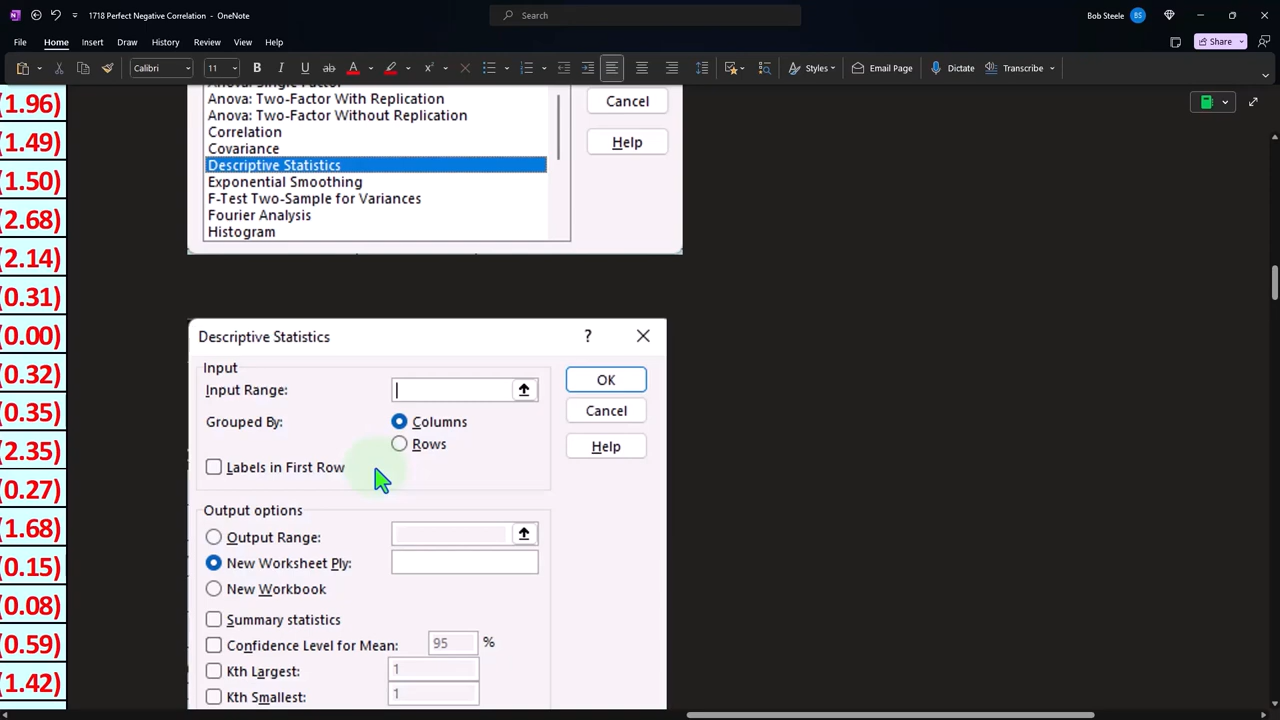 1718 Perfect Negative Correlation - OneNote
Search
Bob Steele
BS
File Home Insert Draw History Review View Help
Share
Calibri 11 B I U ab A x Styles Email Page Dictate Transcribe
(1.96)
(1.49)
(1.50)
(2.68)
(2.14)
(0.31)
(0.00)
(0.32)
(0.35)
(2.35)
(0.27)
(1.68)
(0.15)
(0.08)
(0.59)
(1.42)
Anova: Single Factor
Anova: Two-Factor With Replication
Anova: Two-Factor Without Replication
Correlation
Covariance
Descriptive Statistics
Exponential Smoothing
F-Test Two-Sample for Variances
Fourier Analysis
Histogram
Cancel
Help
Descriptive Statistics ?
Input
Input Range:
Grouped By: Columns
Rows
Labels in First Row
OK
Cancel
Help
Output options
Output Range:
New Worksheet Ply:
New Workbook
Summary statistics
Confidence Level for Mean: 95 %
Kth Largest: 1
Kth Smallest: 1